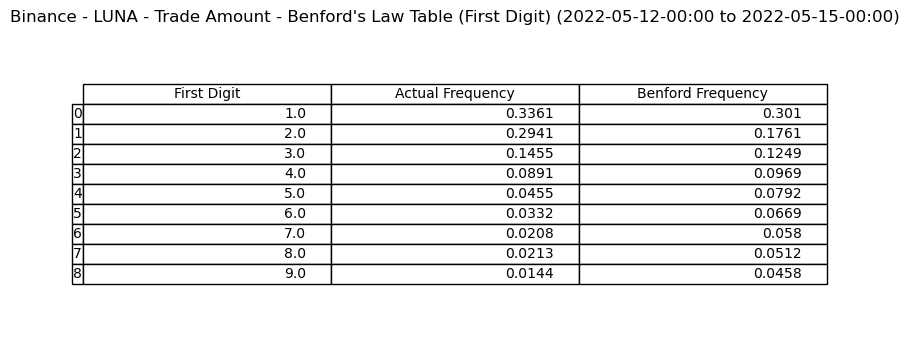 Binance - LUNA - Trade Amount - Benford's Law Table (First Digit) (2022-05-12-00:00 to 2022-05-15-00:00)
First Digit Actual Frequency Benford Frequency
0 1.0 0.3361 0.301
1 2.0 0.2941 0.1761
2 3.0 0.1455 0.1249
3 4.0 0.0891 0.0969
4 5.0 0.0455 0.0792
5 6.0 0.0332 0.0669
6 7.0 0.0208 0.058
7 8.0 0.0213 0.0512
8 9.0 0.0144 0.0458